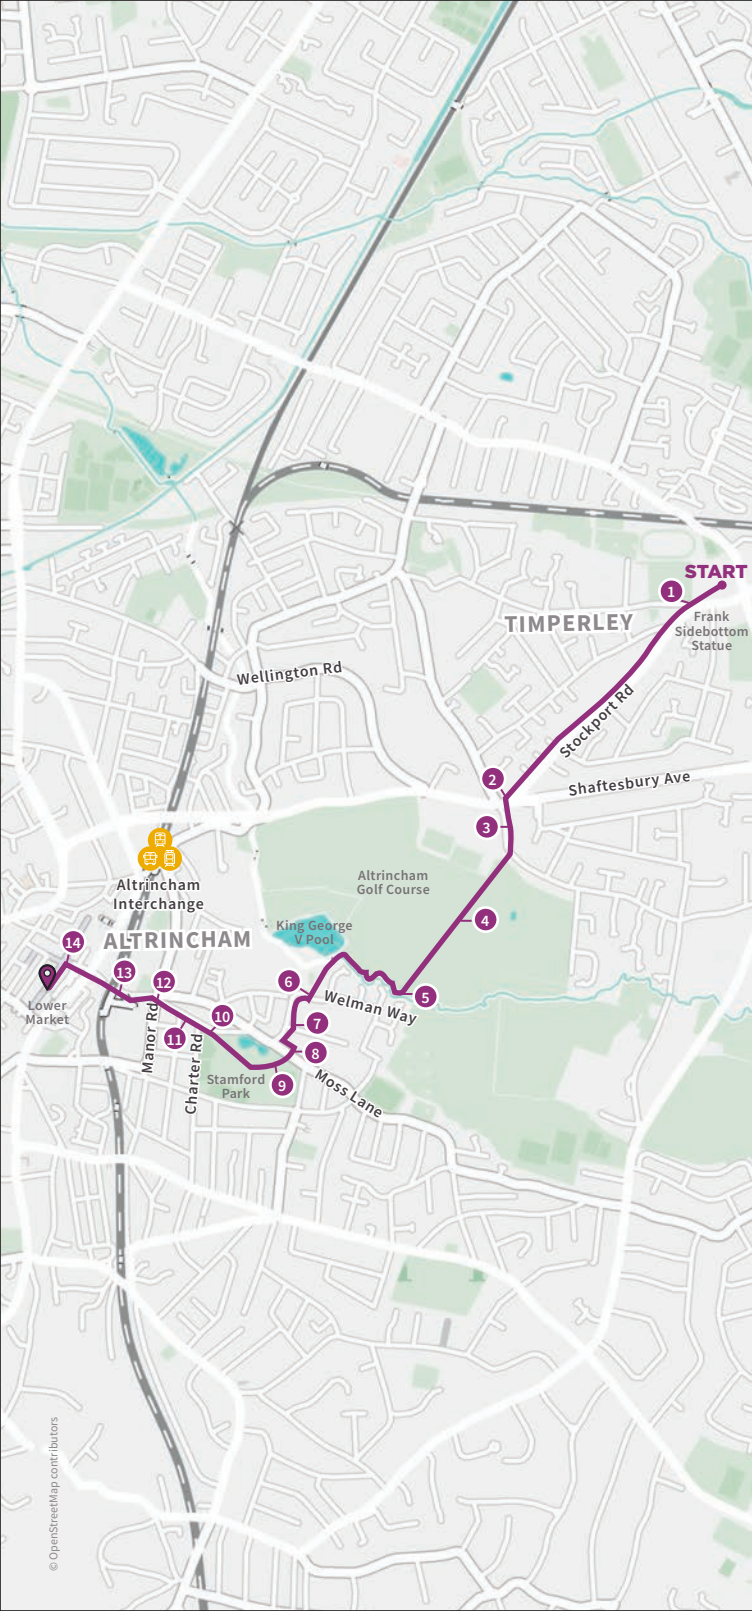 START
1
Frank
Sidebottom
Statue
TIMPERLEY
Wellington Rd
Stockport Rd
2
Shaftesbury Ave
3
Altrincham
Golf Course
Altrincham
Interchange
4
King George
V Pool
14
ALTRINCHAM
13
12
6
5
Lower
Market
Welman Way
10
7
11
Manor Rd
Charter Rd
8
Stamford
Park
9
Moss Lane
© OpenStreetMap contributors